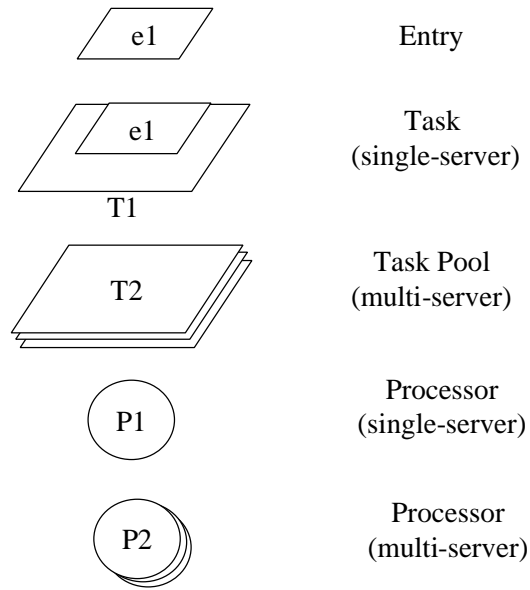 e1
Entry
e1
Task
(single-server)
T1
T2
Task Pool
(multi-server)
P1
Processor
(single-server)
P2
Processor
(multi-server)